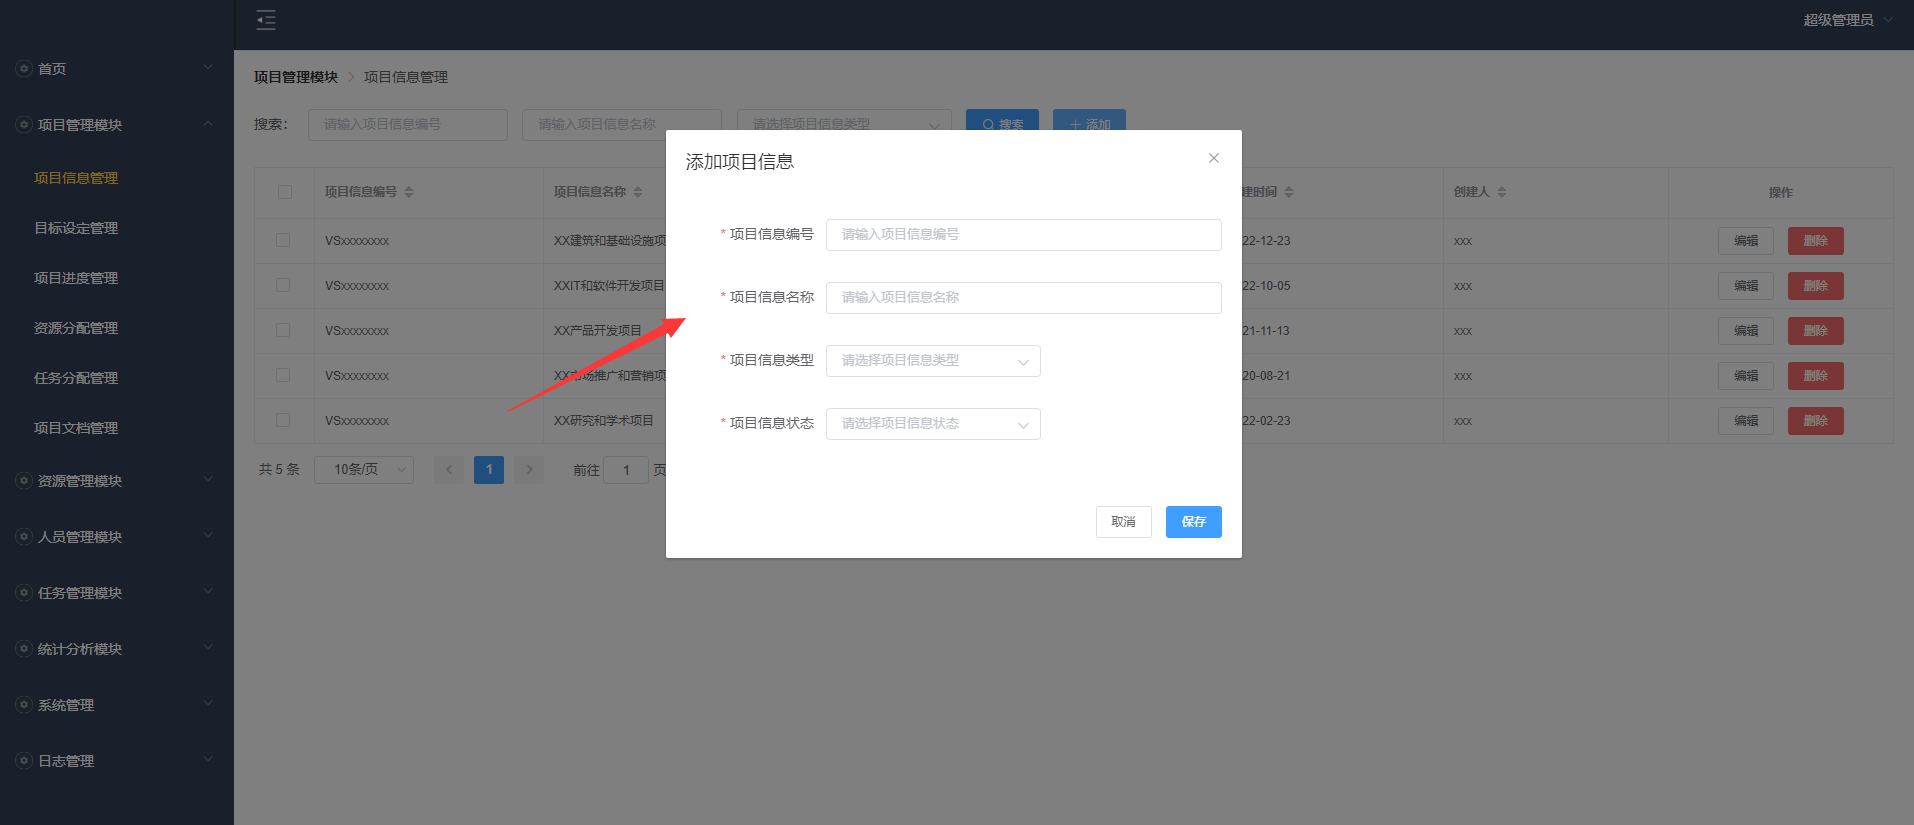 超级管理员
首页
项目管理模块
项目信息管理
目标设定管理
项目进度管理
资源分配管理
任务分配管理
项目文档管理
资源管理模块
人员管理模块
任务管理模块
统计分析模块
系统管理
日志管理
项目管理模块 > 项目信息管理
搜索: 请输入项目信息编号 请输入项目信息名称 请选择项目信息类型 搜索 + 添加
项目信息编号 项目信息名称 建时间 创建人 操作
VSxxxxxxxx XX建筑和基础设施项 22-12-23 xxx 编辑 删除
VSxxxxxxxx XXIT和软件开发项目 22-10-05 xxx 编辑 删除
VSxxxxxxxx XX产品开发项目 21-11-13 xxx 编辑 删除
VSxxxxxxxx XX市场推广和营销项 20-08-21 xxx 编辑 删除
VSxxxxxxxx XX研究和学术项目 22-02-23 xxx 编辑 删除
共 5 条 10条/页 < 1 > 前往 1 页
添加项目信息
* 项目信息编号 请输入项目信息编号
* 项目信息名称 请输入项目信息名称
* 项目信息类型 请选择项目信息类型
* 项目信息状态 请选择项目信息状态
取消 保存